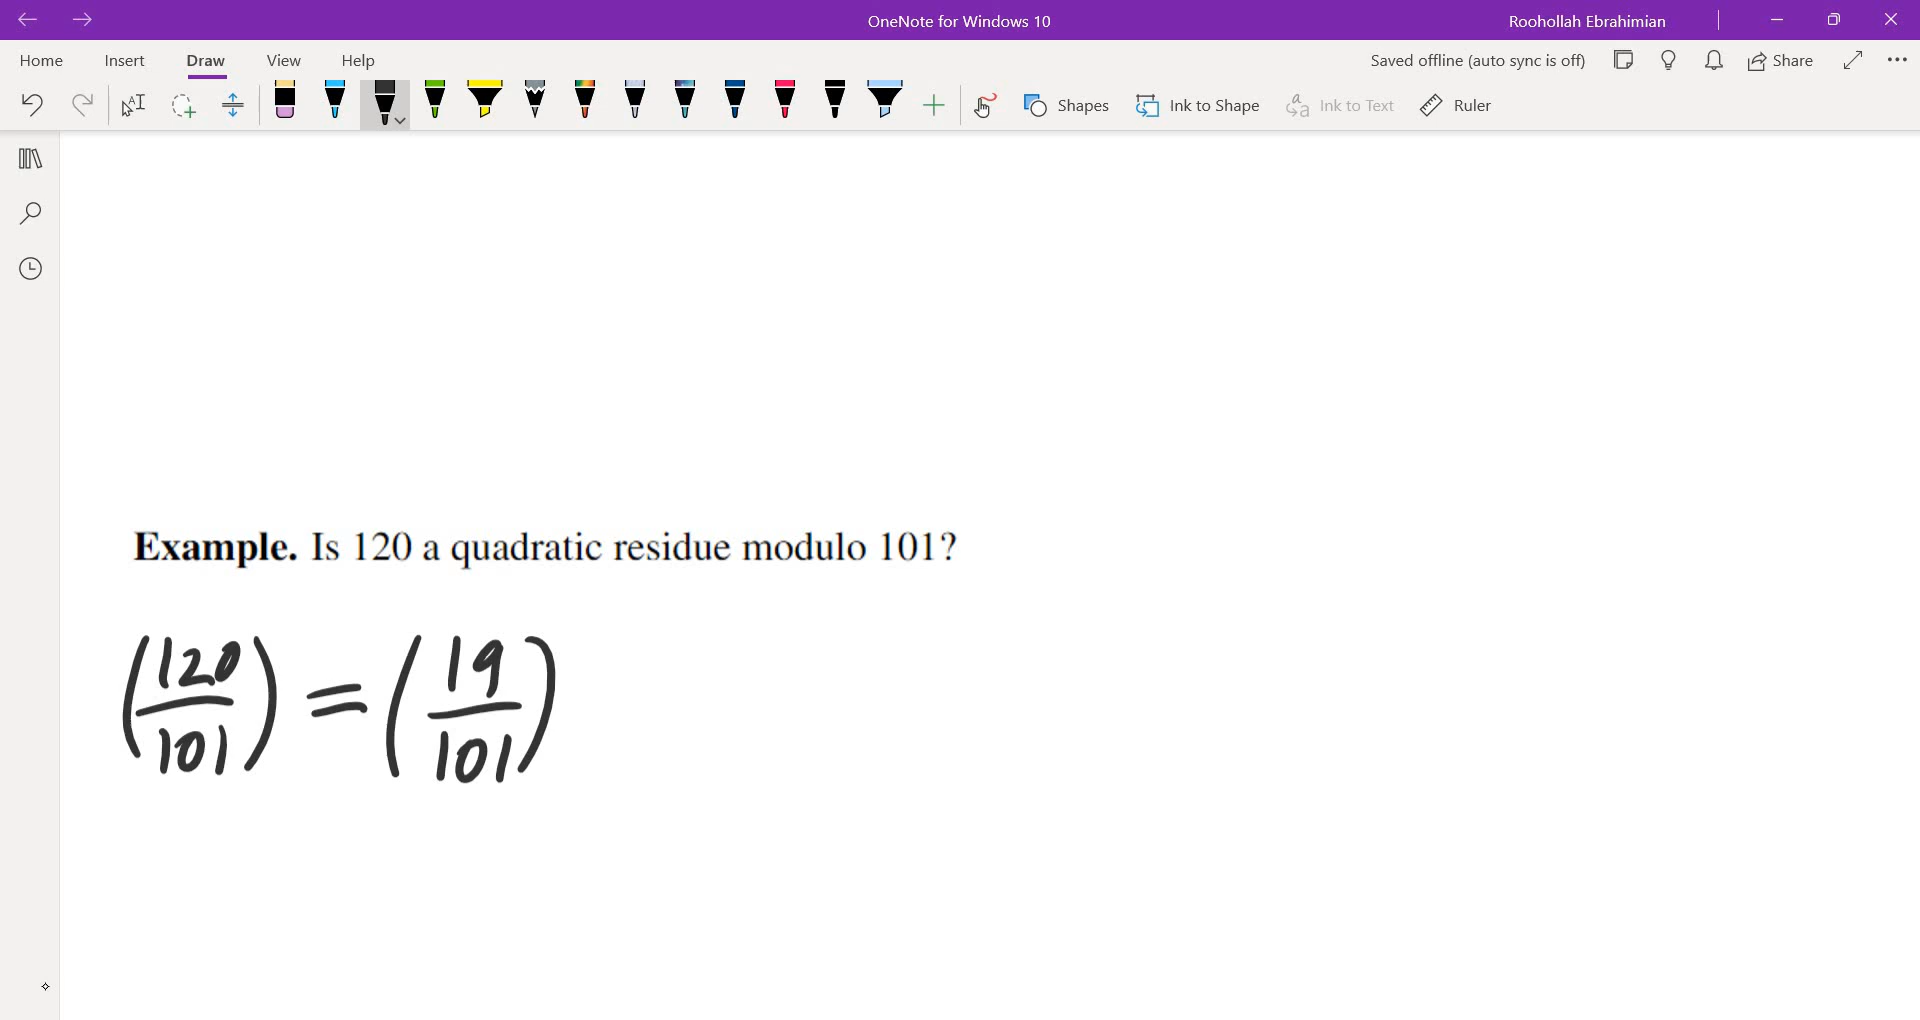 OneNote for Windows 10
Roohollah Ebrahimian
Home Insert Draw View Help
Saved offline (auto sync is off) Share
Shapes Ink to Shape Ink to Text Ruler
Example. Is 120 a quadratic residue modulo 101?
(120/101) = (19/101)